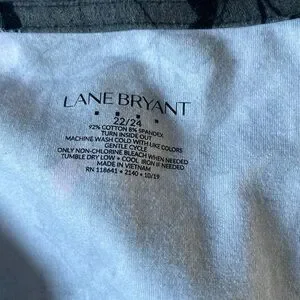 LANE BRYANT
22/24
92% COTTON 8% SPANDEX
TURN INSIDE OUT
MACHINE WASH COLD WITH LIKE COLORS
GENTLE CYCLE
ONLY NON-CHLORINE BLEACH WHEN NEEDED
TUMBLE DRY LOW • COOL IRON IF NEEDED
MADE IN VIETNAM
RN 118641 • 2140 • 10/19